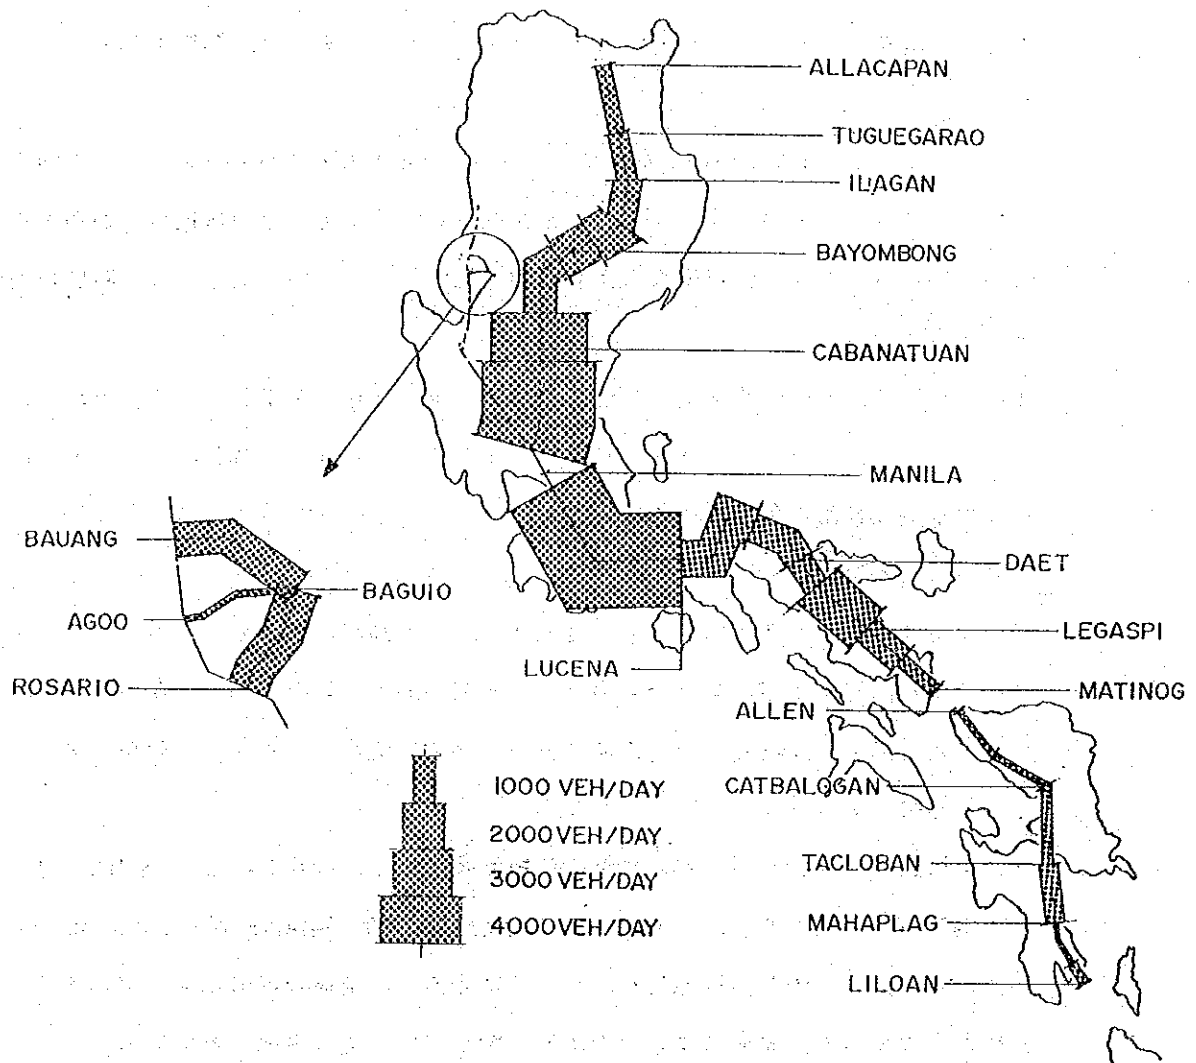 ALLACAPAN
TUGUEGARAO
ILAGAN
BAYOMBONG
CABANATUAN
MANILA
BAUANG
BAGUIO
AGOO
ROSARIO
DAET
LEGASPI
LUCENA
MATINOG
ALLEN
CATBALOGAN
TACLOBAN
MAHAPLAG
LILOAN
1000 VEH/DAY
2000 VEH/DAY
3000 VEH/DAY
4000 VEH/DAY